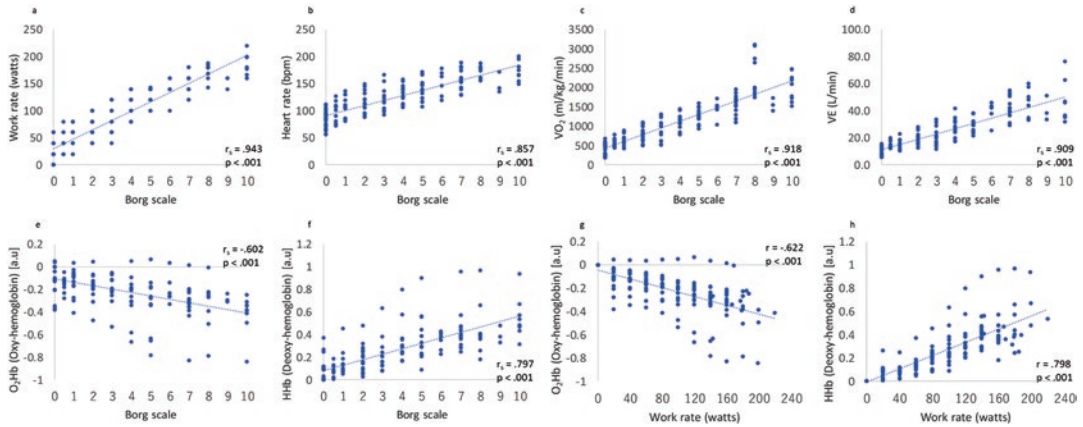 a
Work rate (watts)
250
200
150
100
50
0
0 1 2 3 4 5 6 7 8 9 10
Borg scale
r_s = .943
p < .001
b
Heart rate (bpm)
250
200
150
100
50
0
0 1 2 3 4 5 6 7 8 9 10
Borg scale
r_s = .857
p < .001
c
VO₂ (ml/kg/min)
3500
3000
2500
2000
1500
1000
500
0
0 1 2 3 4 5 6 7 8 9 10
Borg scale
r_s = .918
p < .001
d
VE (L/min)
100.0
80.0
60.0
40.0
20.0
0.0
0 1 2 3 4 5 6 7 8 9 10
Borg scale
r_s = .909
p < .001
e
O₂Hb (Oxy-hemoglobin) [a.u]
0.2
0
-0.2
-0.4
-0.6
-0.8
-1
0 1 2 3 4 5 6 7 8 9 10
Borg scale
r_s = -.602
p < .001
f
HHb (Deoxy-hemoglobin) [a.u]
1.2
1
0.8
0.6
0.4
0.2
0
0 1 2 3 4 5 6 7 8 9 10
Borg scale
r_s = .797
p < .001
g
O₂Hb (Oxy-hemoglobin) [a.u]
0.2
0
-0.2
-0.4
-0.6
-0.8
-1
0 40 80 120 160 200 240
Work rate (watts)
r = -.622
p < .001
h
HHb (Deoxy-hemoglobin) [a.u]
1.2
1
0.8
0.6
0.4
0.2
0
0 40 80 120 160 200 240
Work rate (watts)
r = .798
p < .001